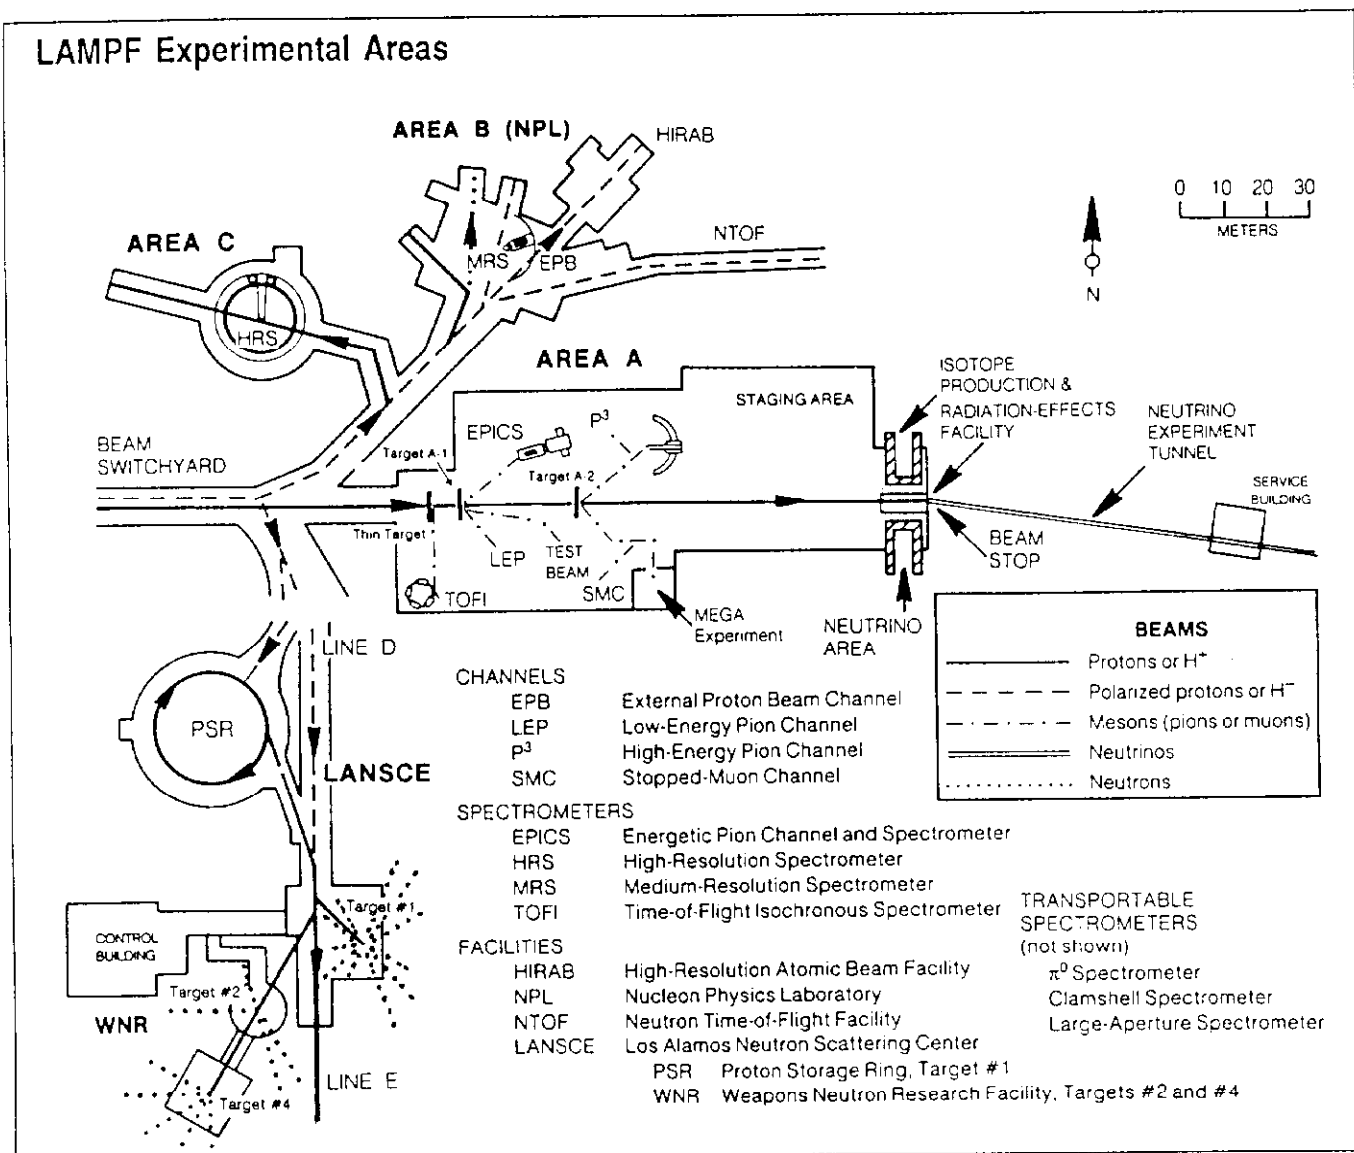 LAMPF Experimental Areas
AREA B (NPL)
HIRAB
0 10 20 30
METERS
N
AREA C
MRS
EPB
NTOF
HRS
AREA A
ISOTOPE
PRODUCTION &
RADIATION-EFFECTS
FACILITY
STAGING AREA
NEUTRINO
EXPERIMENT
TUNNEL
P³
EPICS
BEAM
SWITCHYARD
Target A-1
Target A-2
SERVICE
BUILDING
Thin Target
LEP
TEST
BEAM
BEAM
STOP
TOFI
SMC
MEGA
Experiment
NEUTRINO
AREA
LINE D
PSR
LANSCE
BEAMS
Protons or H⁺
Polarized protons or H⁻
Mesons (pions or muons)
Neutrinos
Neutrons
CHANNELS
EPB External Proton Beam Channel
LEP Low-Energy Pion Channel
P³ High-Energy Pion Channel
SMC Stopped-Muon Channel
SPECTROMETERS
EPICS Energetic Pion Channel and Spectrometer
HRS High-Resolution Spectrometer
MRS Medium-Resolution Spectrometer
TOFI Time-of-Flight Isochronous Spectrometer
FACILITIES
HIRAB High-Resolution Atomic Beam Facility
NPL Nucleon Physics Laboratory
NTOF Neutron Time-of-Flight Facility
LANSCE Los Alamos Neutron Scattering Center
PSR Proton Storage Ring, Target #1
WNR Weapons Neutron Research Facility, Targets #2 and #4
TRANSPORTABLE
SPECTROMETERS
(not shown)
π⁰ Spectrometer
Clamshell Spectrometer
Large-Aperture Spectrometer
Target #1
CONTROL
BUILDING
Target #2
WNR
LINE E
Target #4